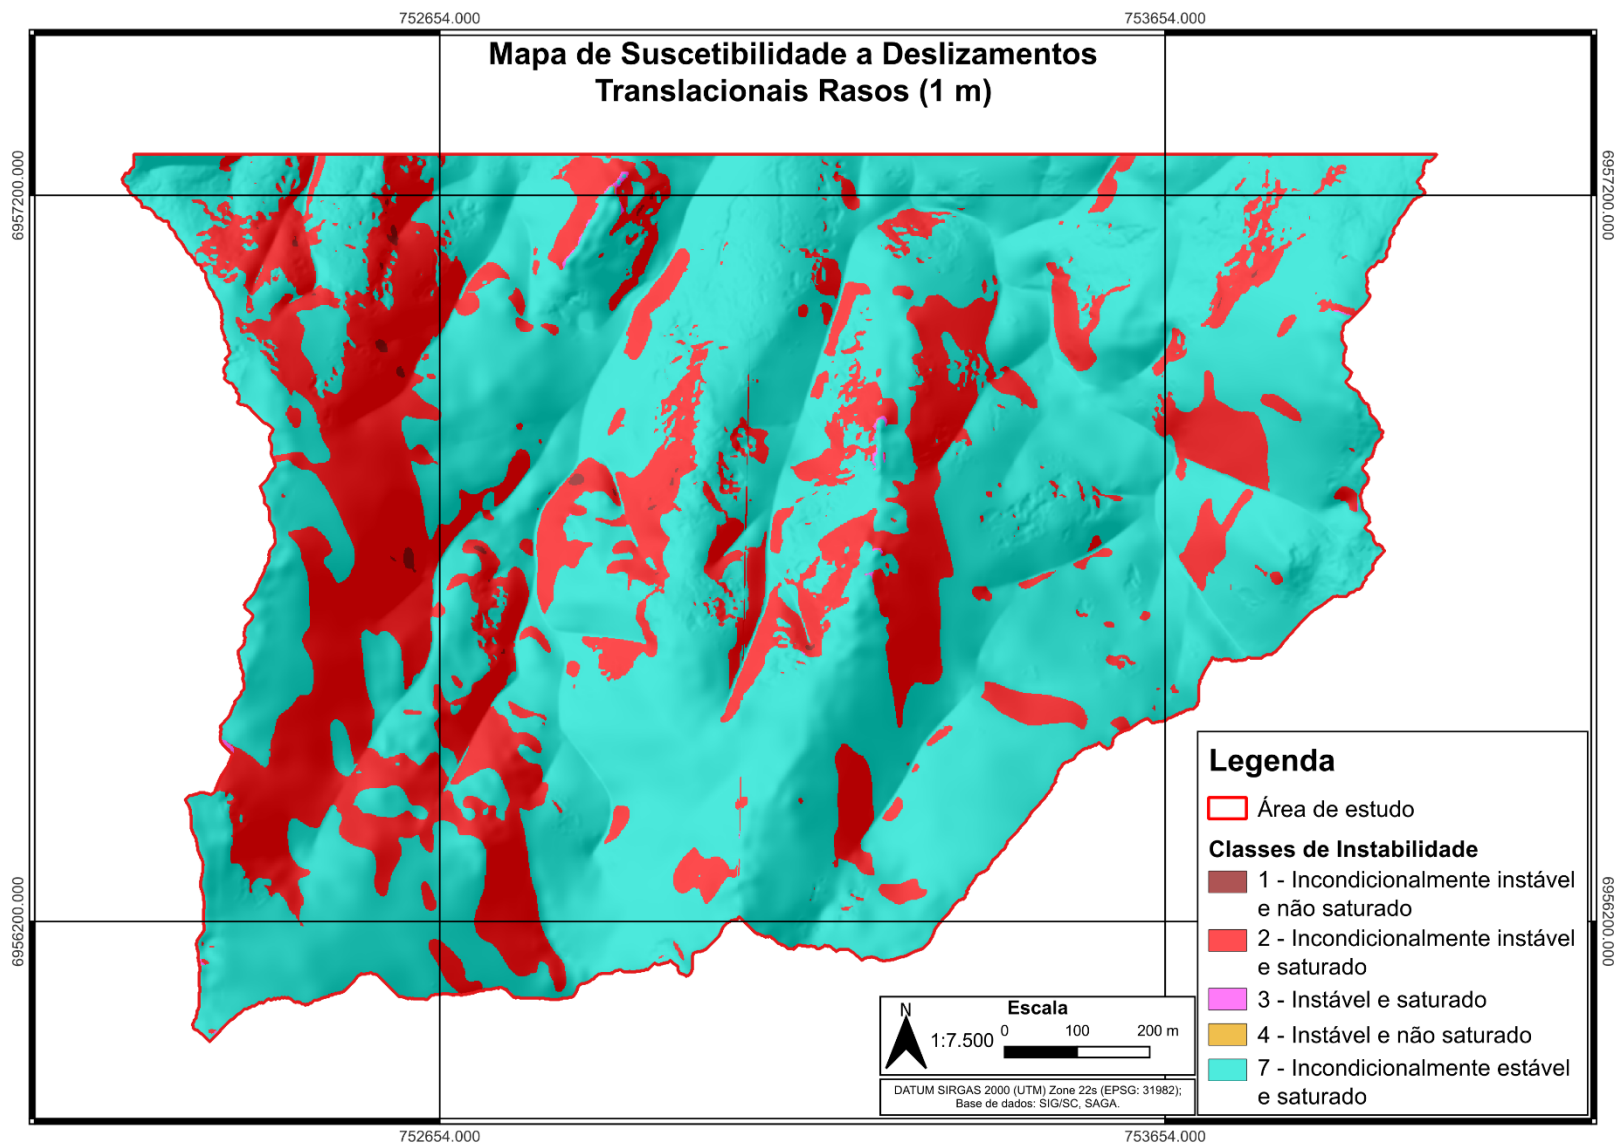 752654.000
753654.000
Mapa de Suscetibilidade a Deslizamentos
Translacionais Rasos (1 m)
6957200.000
6957200.000
Legenda
Área de estudo
Classes de Instabilidade
1 - Incondicionalmente instável
e não saturado
2 - Incondicionalmente instável
e saturado
3 - Instável e saturado
4 - Instável e não saturado
7 - Incondicionalmente estável
e saturado
6956200.000
6956200.000
N
1:7.500
Escala
0 100 200 m
DATUM SIRGAS 2000 (UTM) Zone 22s (EPSG: 31982);
Base de dados: SIG/SC, SAGA.
752654.000
753654.000